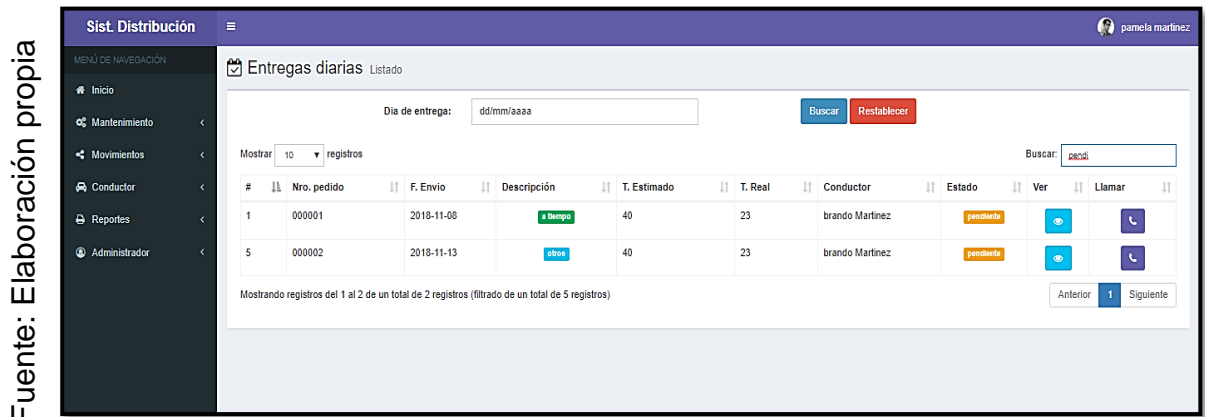 Fuente: Elaboración propia
Sist. Distribución
pamela martinez
MENÚ DE NAVEGACIÓN
Inicio
Mantenimiento
Movimientos
Conductor
Reportes
Administrador
Entregas diarias Listado
Dia de entrega: dd/mm/aaaa Buscar Restablecer
Mostrar 10 registros Buscar: pendi
# Nro. pedido F. Envio Descripción T. Estimado T. Real Conductor Estado Ver Llamar
1 000001 2018-11-08 a tiempo 40 23 brando Martinez pendiente
5 000002 2018-11-13 otros 40 23 brando Martinez pendiente
Mostrando registros del 1 al 2 de un total de 2 registros (filtrado de un total de 5 registros) Anterior 1 Siguiente